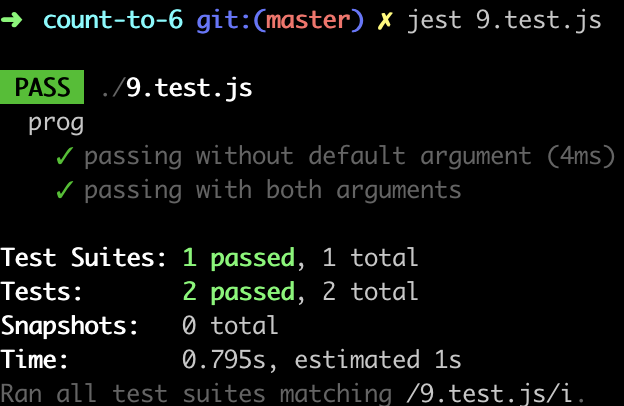 ➜ count-to-6 git:(master) ✗ jest 9.test.js
PASS ./9.test.js
prog
✓ passing without default argument (4ms)
✓ passing with both arguments
Test Suites: 1 passed, 1 total
Tests: 2 passed, 2 total
Snapshots: 0 total
Time: 0.795s, estimated 1s
Ran all test suites matching /9.test.js/i.